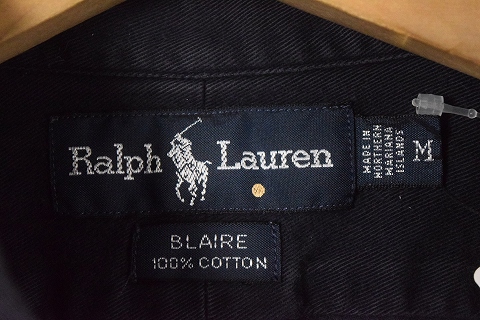 Ralph Lauren
MADE IN
NORTHERN
MARIANA
ISLANDS
M
BLAIRE
100% COTTON